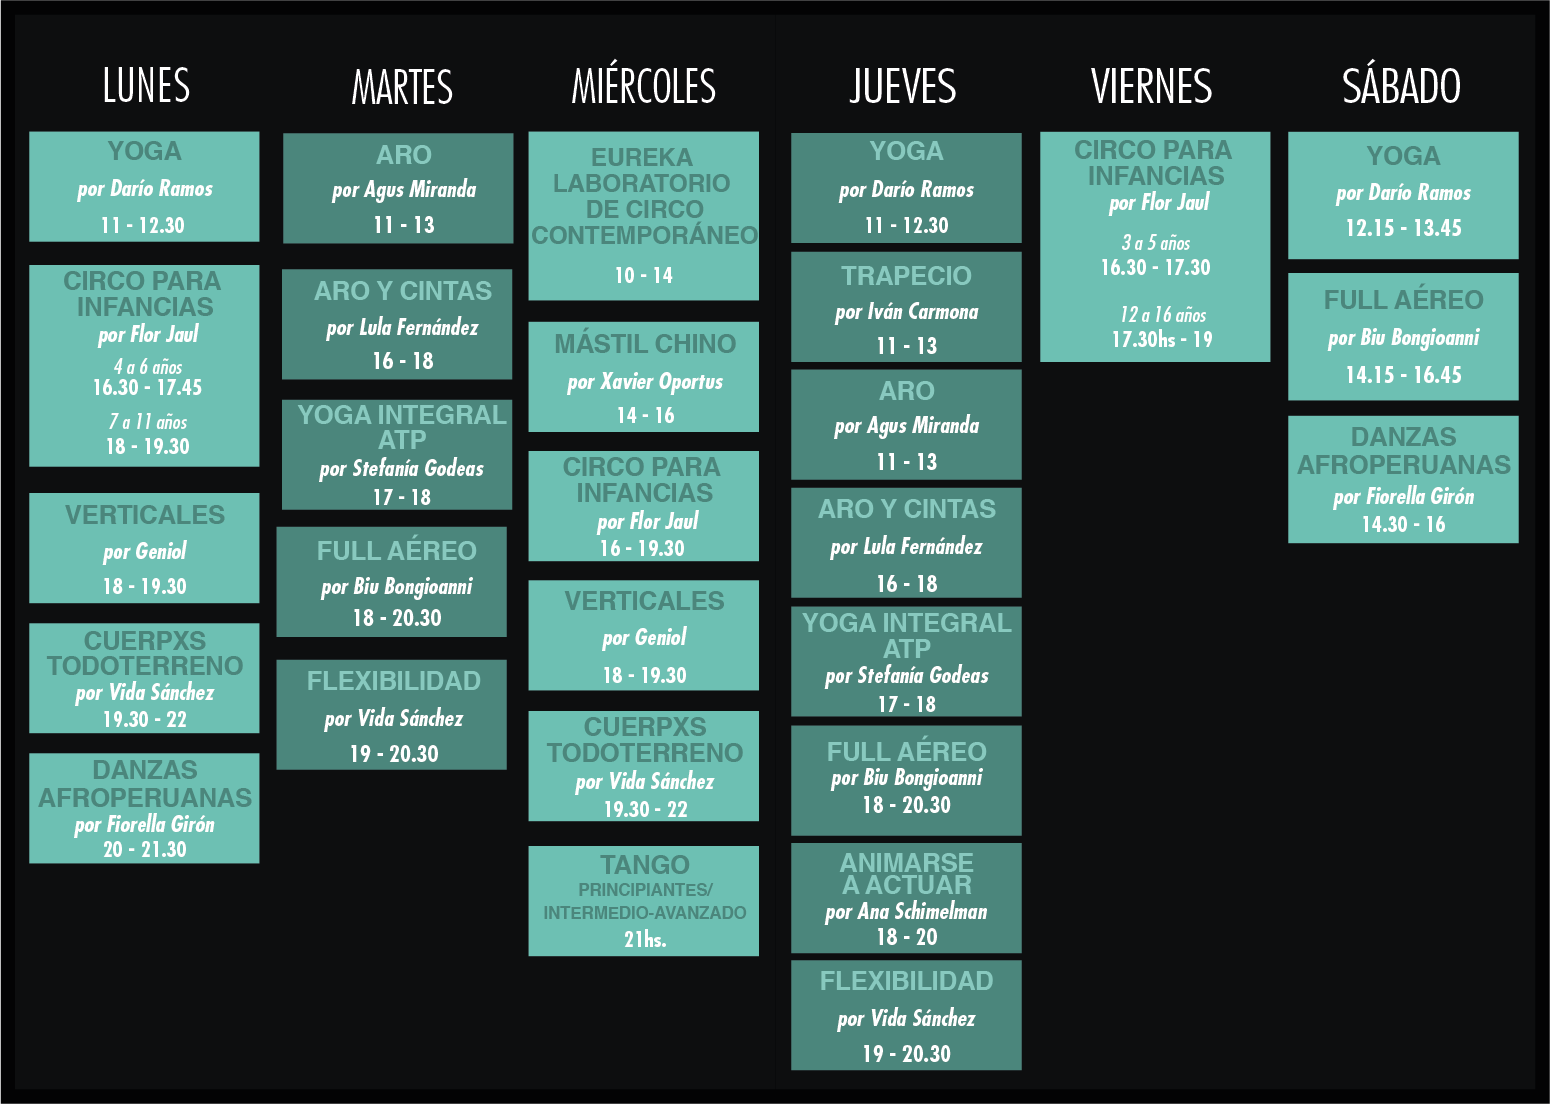 LUNES
YOGA
por Darío Ramos
11 - 12.30
CIRCO PARA
INFANCIAS
por Flor Jaul
4 a 6 años
16.30 - 17.45
7 a 11 años
18 - 19.30
VERTICALES
por Geniol
18 - 19.30
CUERPXS
TODOTERRENO
por Vida Sánchez
19.30 - 22
DANZAS
AFROPERUANAS
por Fiorella Girón
20 - 21.30
MARTES
ARO
por Agus Miranda
11 - 13
ARO Y CINTAS
por Lula Fernández
16 - 18
YOGA INTEGRAL
ATP
por Stefanía Godeas
17 - 18
FULL AÉREO
por Biu Bongioanni
18 - 20.30
FLEXIBILIDAD
por Vida Sánchez
19 - 20.30
MIÉRCOLES
EUREKA
LABORATORIO
DE CIRCO
CONTEMPORÁNEO
10 - 14
MÁSTIL CHINO
por Xavier Oportus
14 - 16
CIRCO PARA
INFANCIAS
por Flor Jaul
16 - 19.30
VERTICALES
por Geniol
18 - 19.30
CUERPXS
TODOTERRENO
por Vida Sánchez
19.30 - 22
TANGO
PRINCIPIANTES/
INTERMEDIO-AVANZADO
21hs.
JUEVES
YOGA
por Darío Ramos
11 - 12.30
TRAPECIO
por Iván Carmona
11 - 13
ARO
por Agus Miranda
11 - 13
ARO Y CINTAS
por Lula Fernández
16 - 18
YOGA INTEGRAL
ATP
por Stefanía Godeas
17 - 18
FULL AÉREO
por Biu Bongioanni
18 - 20.30
ANIMARSE
A ACTUAR
por Ana Schimelman
18 - 20
FLEXIBILIDAD
por Vida Sánchez
19 - 20.30
VIERNES
CIRCO PARA
INFANCIAS
por Flor Jaul
3 a 5 años
16.30 - 17.30
12 a 16 años
17.30hs - 19
SÁBADO
YOGA
por Darío Ramos
12.15 - 13.45
FULL AÉREO
por Biu Bongioanni
14.15 - 16.45
DANZAS
AFROPERUANAS
por Fiorella Girón
14.30 - 16